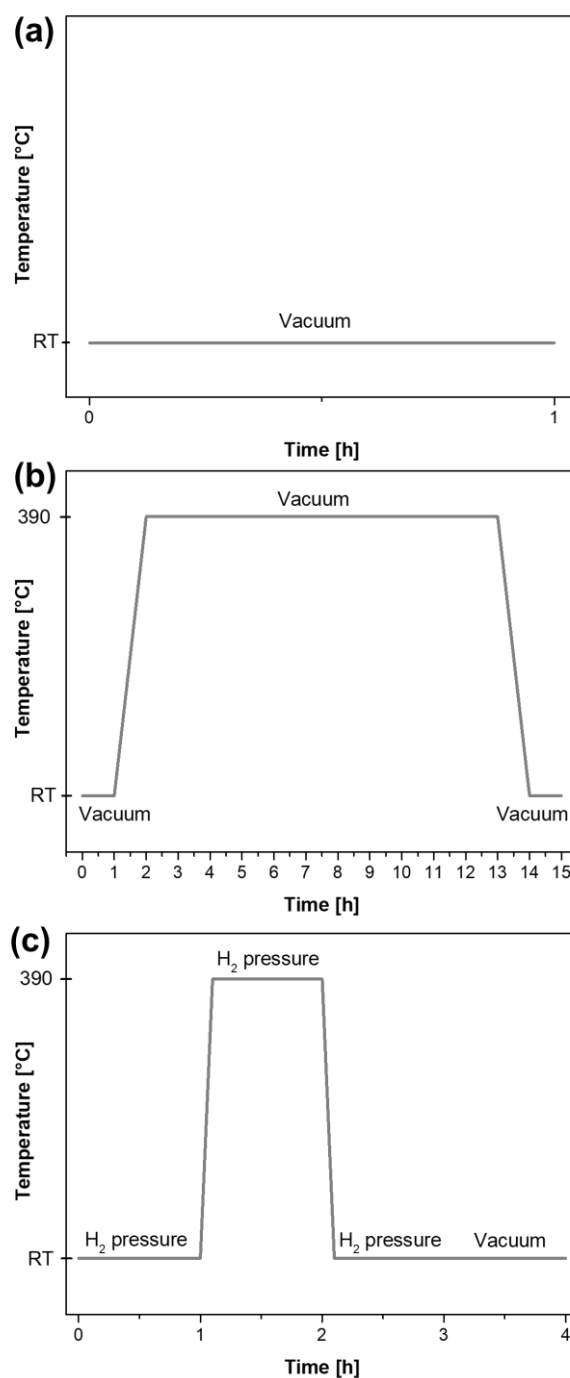 (a)
Temperature [°C]
Vacuum
RT
0 1
Time [h]
(b)
390
Vacuum
Temperature [°C]
RT
Vacuum Vacuum
0 1 2 3 4 5 6 7 8 9 10 11 12 13 14 15
Time [h]
(c)
H₂ pressure
390
Temperature [°C]
H₂ pressure H₂ pressure Vacuum
RT
0 1 2 3 4
Time [h]